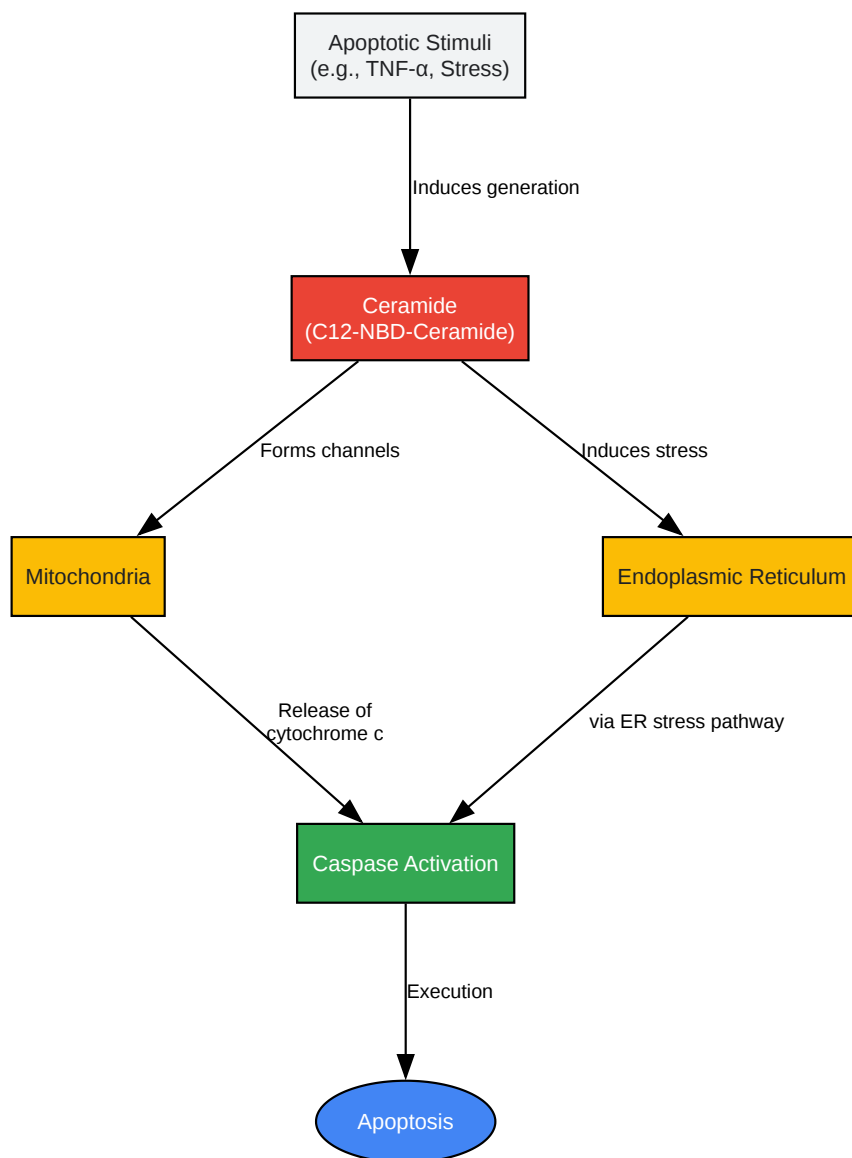 Apoptotic Stimuli
(e.g., TNF-α, Stress)
Induces generation
Ceramide
(C12-NBD-Ceramide)
Forms channels
Induces stress
Mitochondria
Endoplasmic Reticulum
Release of
cytochrome c
via ER stress pathway
Caspase Activation
Execution
Apoptosis